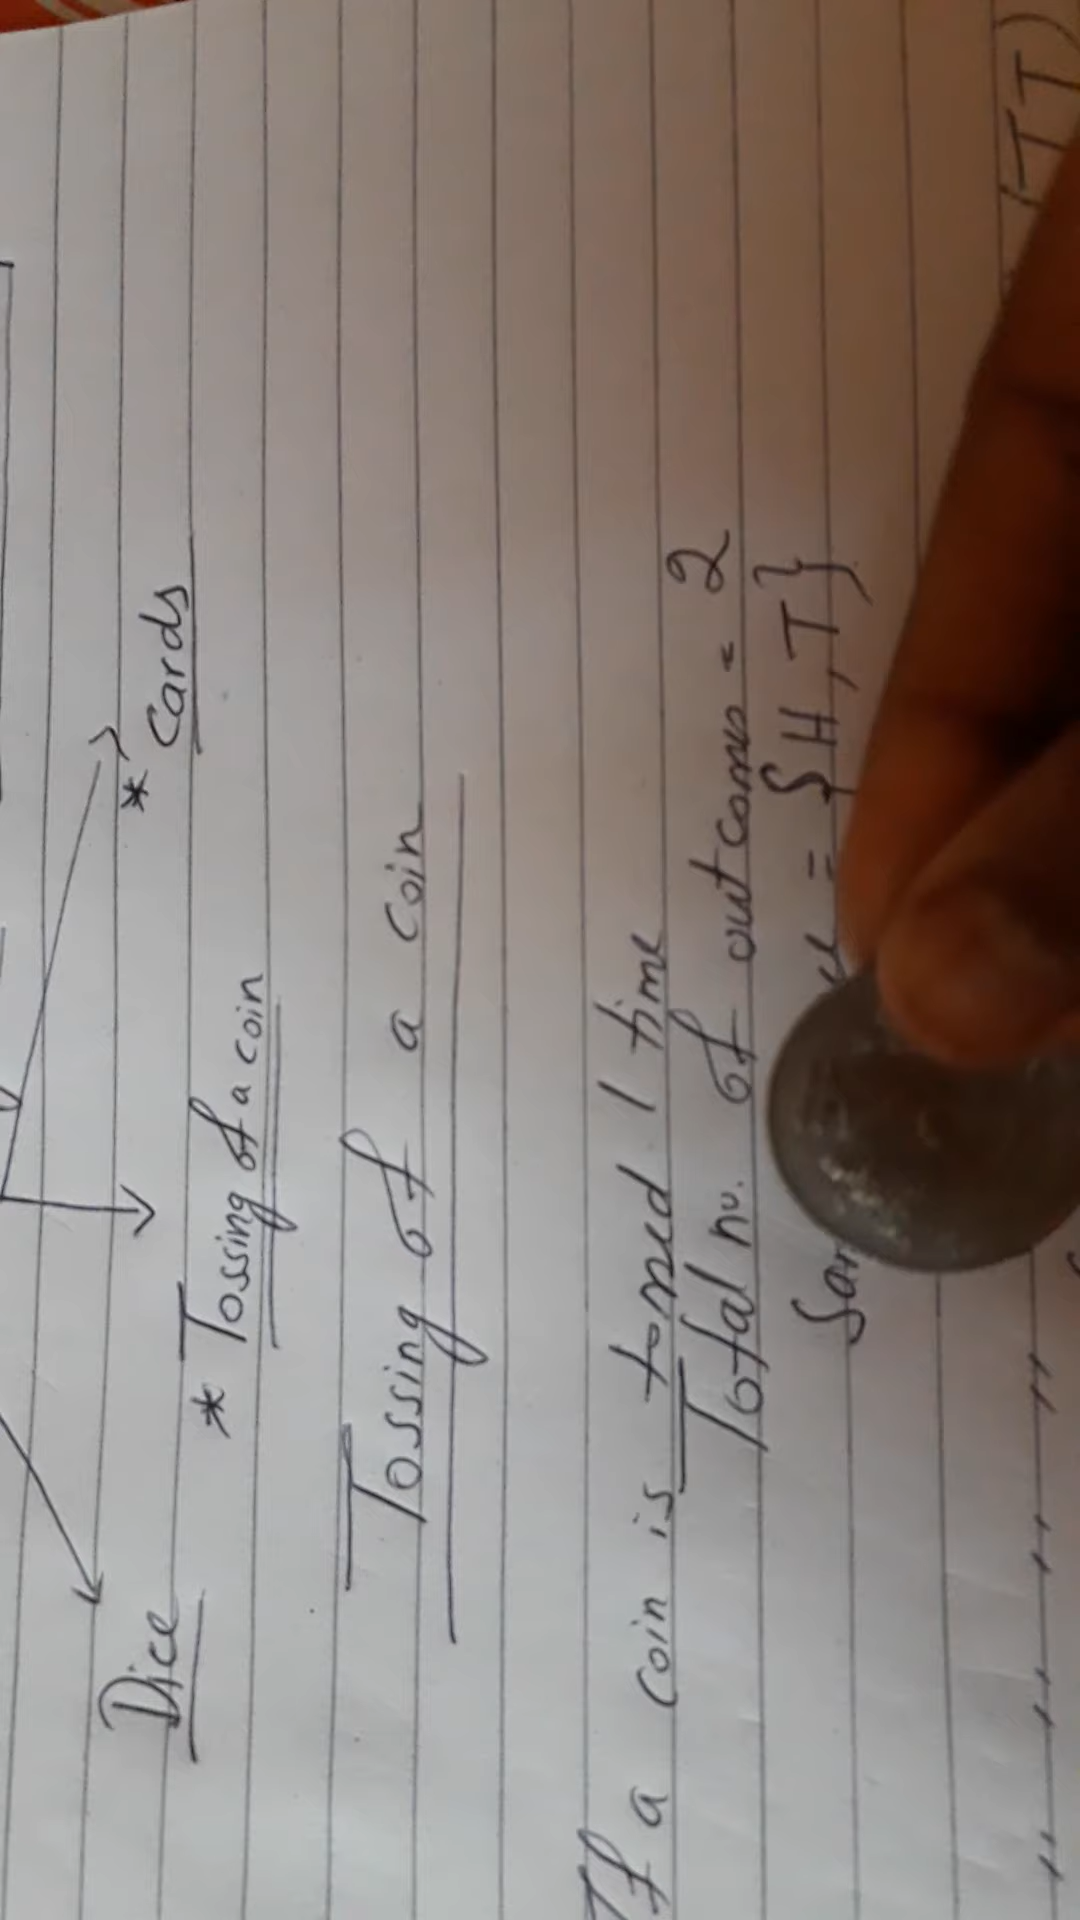 Dice
* Tossing of a coin
* Cards
Tossing of a coin
If a coin is tossed 1 time
Total no. of outcomes = 2
= {H, T}
" " " " "
TT)